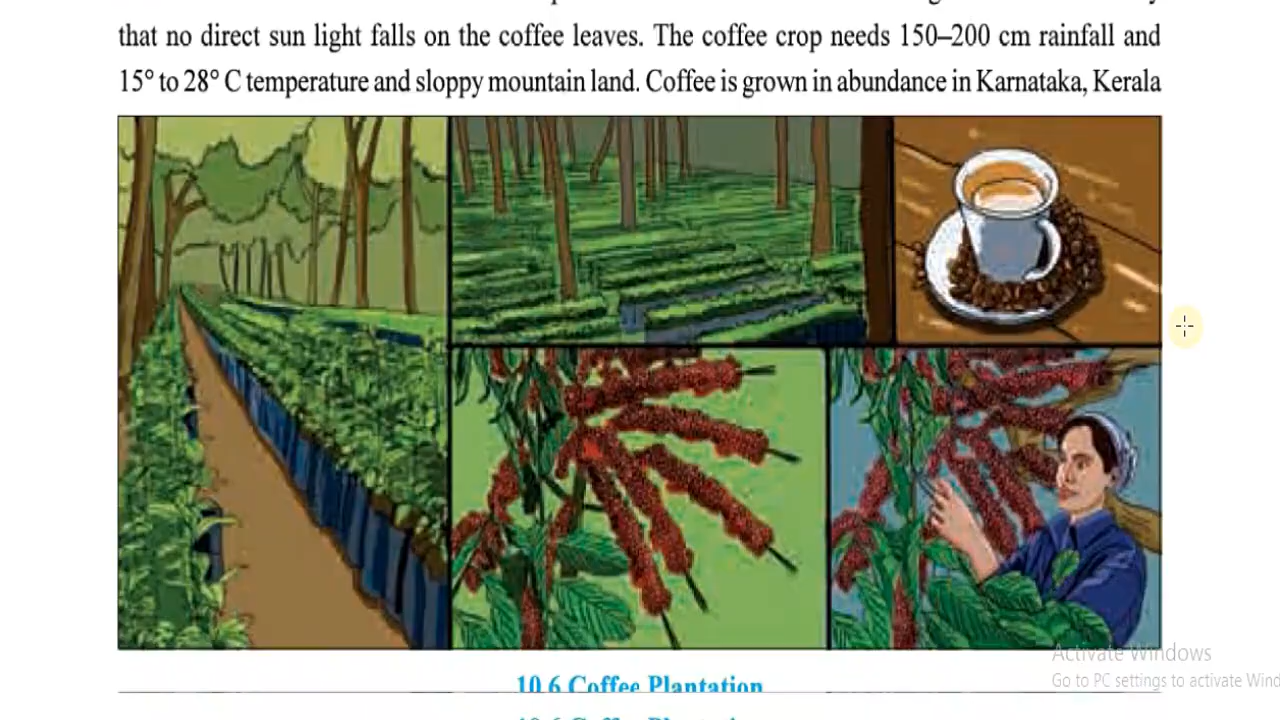 that no direct sun light falls on the coffee leaves. The coffee crop needs 150–200 cm rainfall and
15° to 28° C temperature and sloppy mountain land. Coffee is grown in abundance in Karnataka, Kerala
10.6 Coffee Plantation
Activate Windows
Go to PC settings to activate Wind